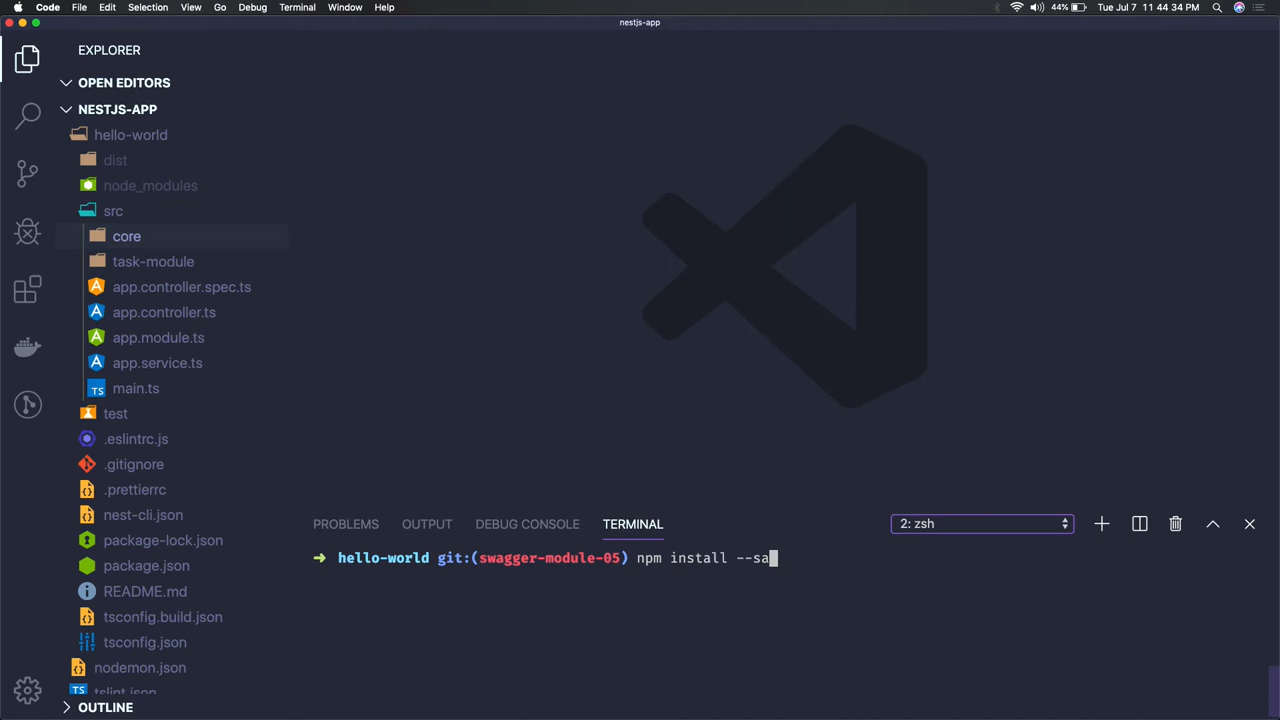 Code File Edit Selection View Go Debug Terminal Window Help 44% Tue Jul 7 11 44 34 PM
nestjs-app
EXPLORER
OPEN EDITORS
NESTJS-APP
hello-world
dist
node_modules
src
core
task-module
app.controller.spec.ts
app.controller.ts
app.module.ts
app.service.ts
TS main.ts
test
.eslintrc.js
.gitignore
.prettierrc
nest-cli.json
package-lock.json
package.json
README.md
tsconfig.build.json
tsconfig.json
nodemon.json
TS tslint.json
OUTLINE
PROBLEMS OUTPUT DEBUG CONSOLE TERMINAL 2: zsh
➜ hello-world git:(swagger-module-05) npm install --sa